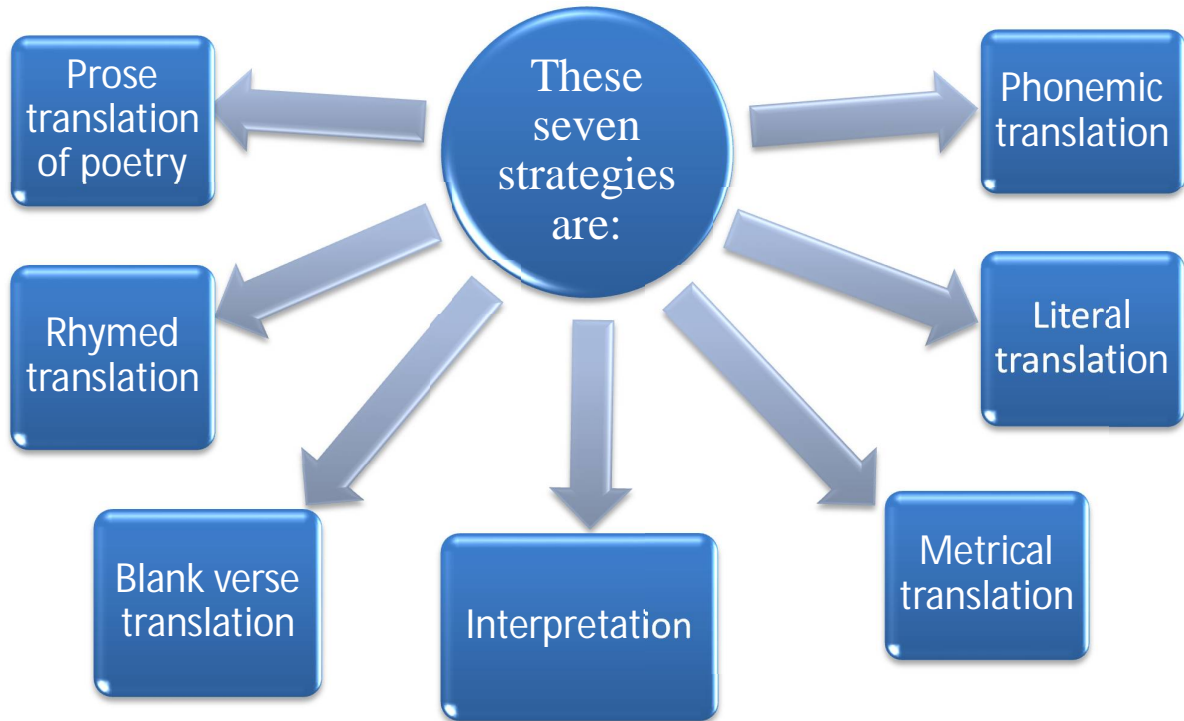 These
seven
strategies
are:
Prose
translation
of poetry
Phonemic
translation
Rhymed
translation
Literal
translation
Blank verse
translation
Interpretation
Metrical
translation